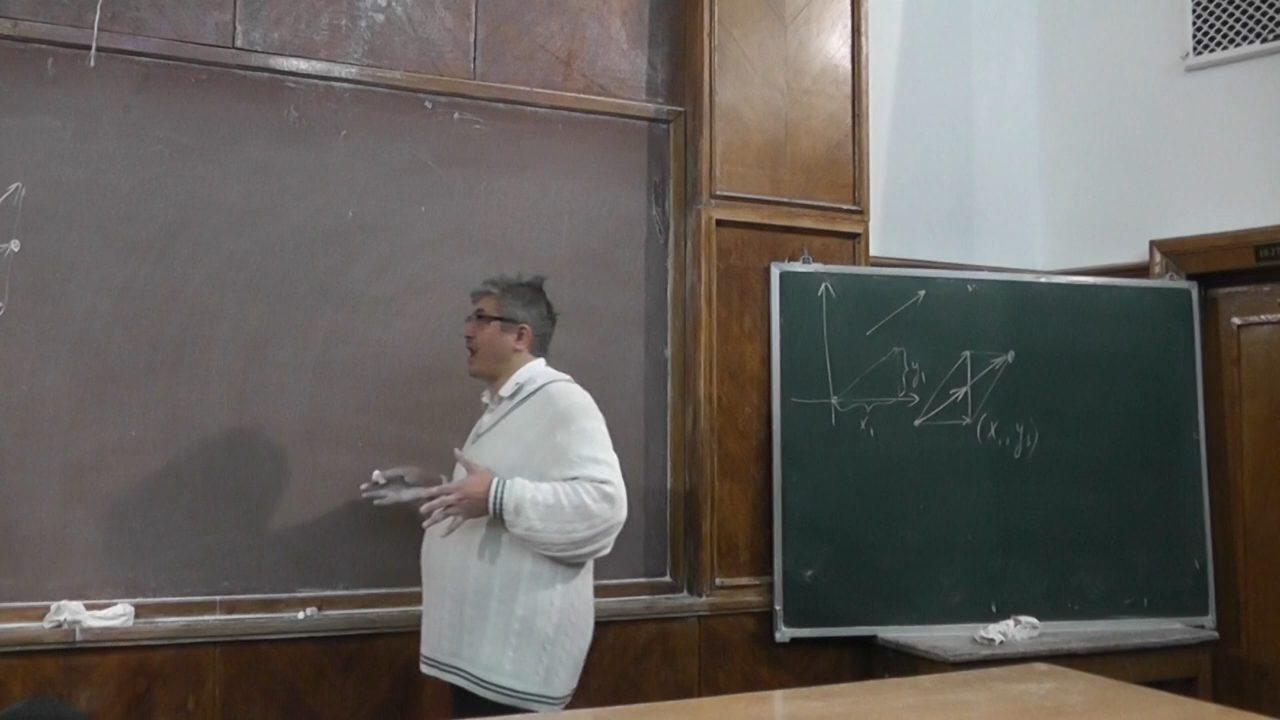 y₁
x₁
(x₁, y₁)